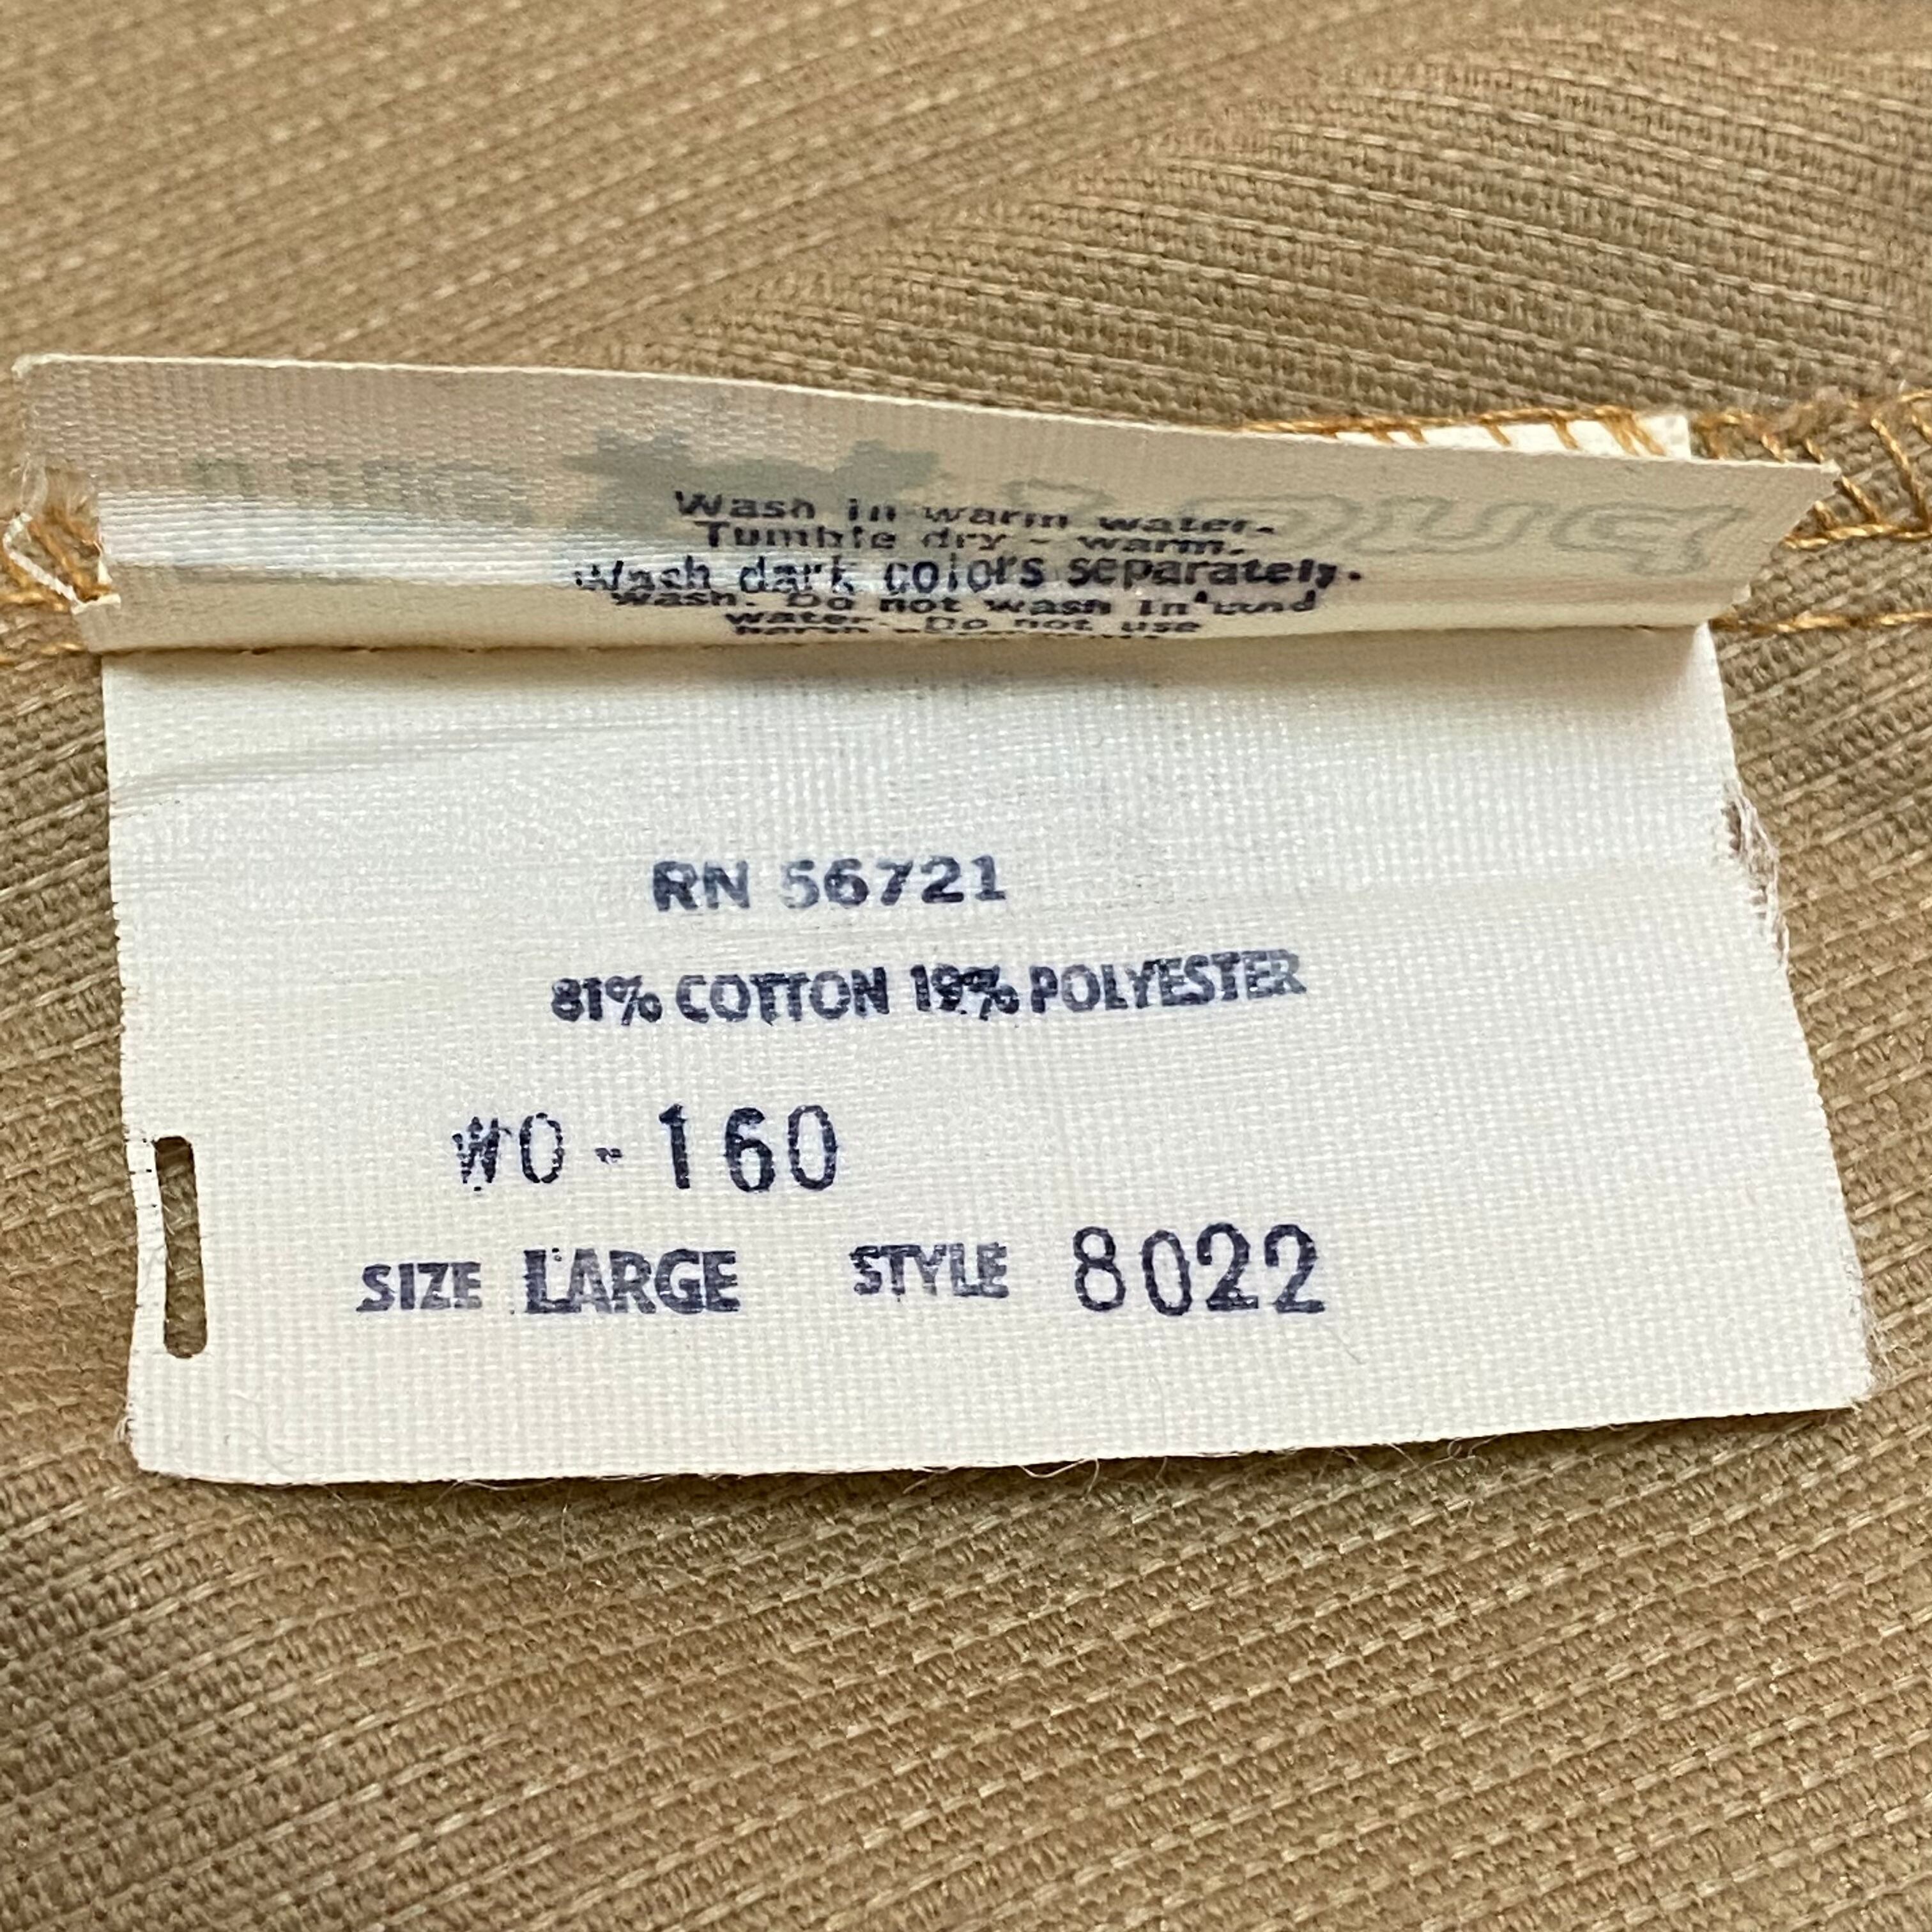 Wash in warm water.
Tumble dry - warm.
Wash dark colors separately.
Wash. Do not wash in
water. Do not use
RN 56721
81% COTTON 19% POLYESTER
WO-160
SIZE LARGE STYLE 8022